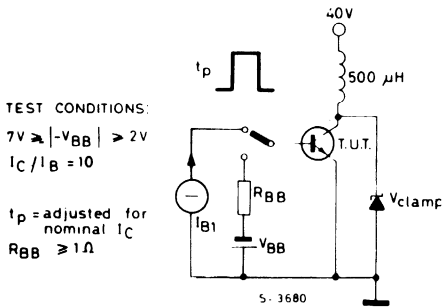 40V
tp
500 μH
TEST CONDITIONS:
7V ⩾ |-VBB| ⩾ 2V
IC/IB = 10
T.U.T.
RBB
Vclamp
IB1
VBB
tp = adjusted for
nominal IC
RBB ⩾ 1Ω
S-3680